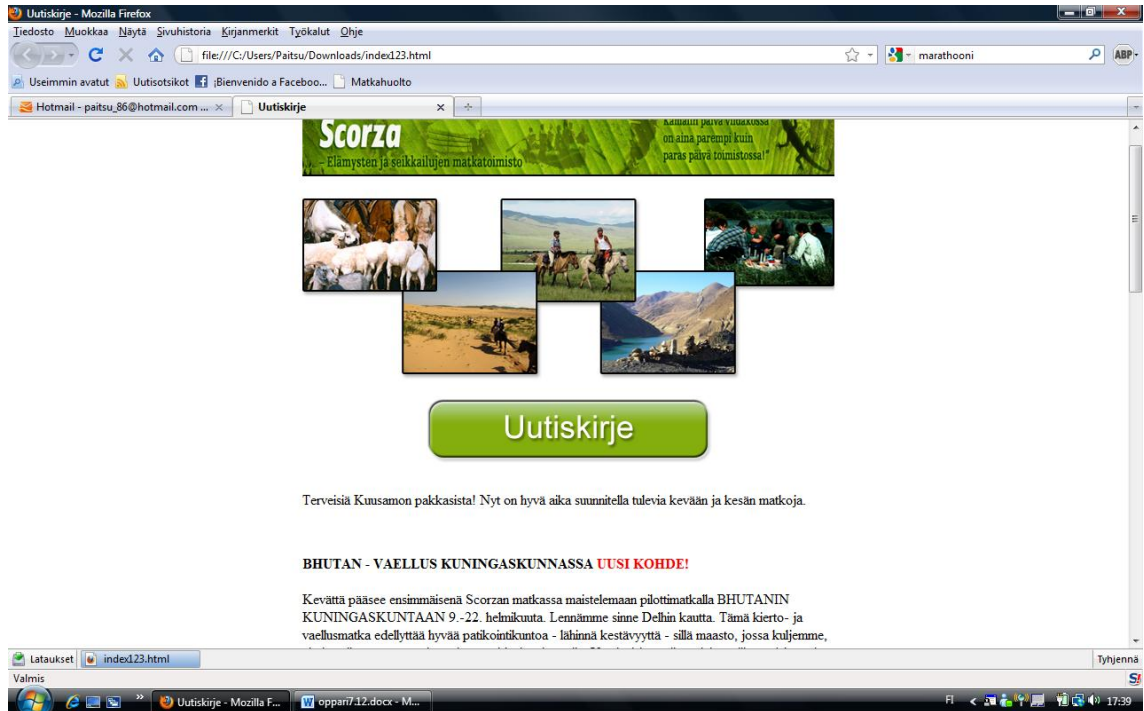 Uutiskirje - Mozilla Firefox
Tiedosto Muokkaa Näytä Sivuhistoria Kirjanmerkit Työkalut Ohje
file:///C:/Users/Paitsu/Downloads/index123.html
marathooni
ABP
Useimmin avatut Uutisotsikot ¡Bienvenido a Faceboo... Matkahuolto
Hotmail - paitsu_86@hotmail.com ... Uutiskirje
Scorza
– Elämysten ja seikkailujen matkatoimisto
Kamalin päivä viidakossa
on aina parempi kuin
paras päivä toimistossa!"
Uutiskirje
Terveisiä Kuusamon pakkasista! Nyt on hyvä aika suunnitella tulevia kevään ja kesän matkoja.
BHUTAN - VAELLUS KUNINGASKUNNASSA UUSI KOHDE!
Kevättä pääsee ensimmäisenä Scorzan matkassa maistelemaan pilottimatkalla BHUTANIN
KUNINGASKUNTAAN 9.-22. helmikuuta. Lennämme sinne Delhin kautta. Tämä kierto- ja
vaellusmatka edellyttää hyvää patikointikuntoa - lähinnä kestävyyttä - sillä maasto, jossa kuljemme,
Lataukset index123.html Tyhjennä
Valmis
Uutiskirje - Mozilla F... oppari7.12.docx - M... FI 17:39